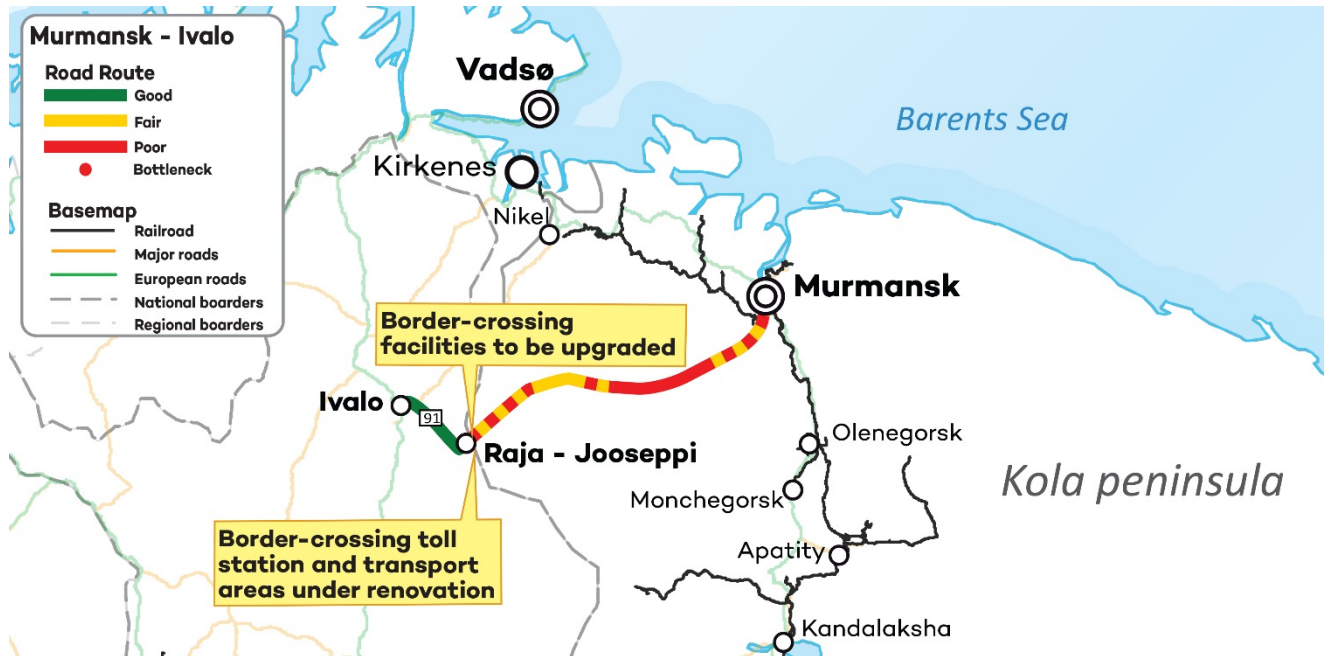 Murmansk - Ivalo
Road Route
Good
Fair
Poor
Bottleneck
Basemap
Railroad
Major roads
European roads
National boarders
Regional boarders
Vadsø
Barents Sea
Kirkenes
Nikel
Murmansk
Border-crossing
facilities to be upgraded
Ivalo
91
Raja - Jooseppi
Olenegorsk
Kola peninsula
Monchegorsk
Border-crossing toll
station and transport
areas under renovation
Apatity
Kandalaksha